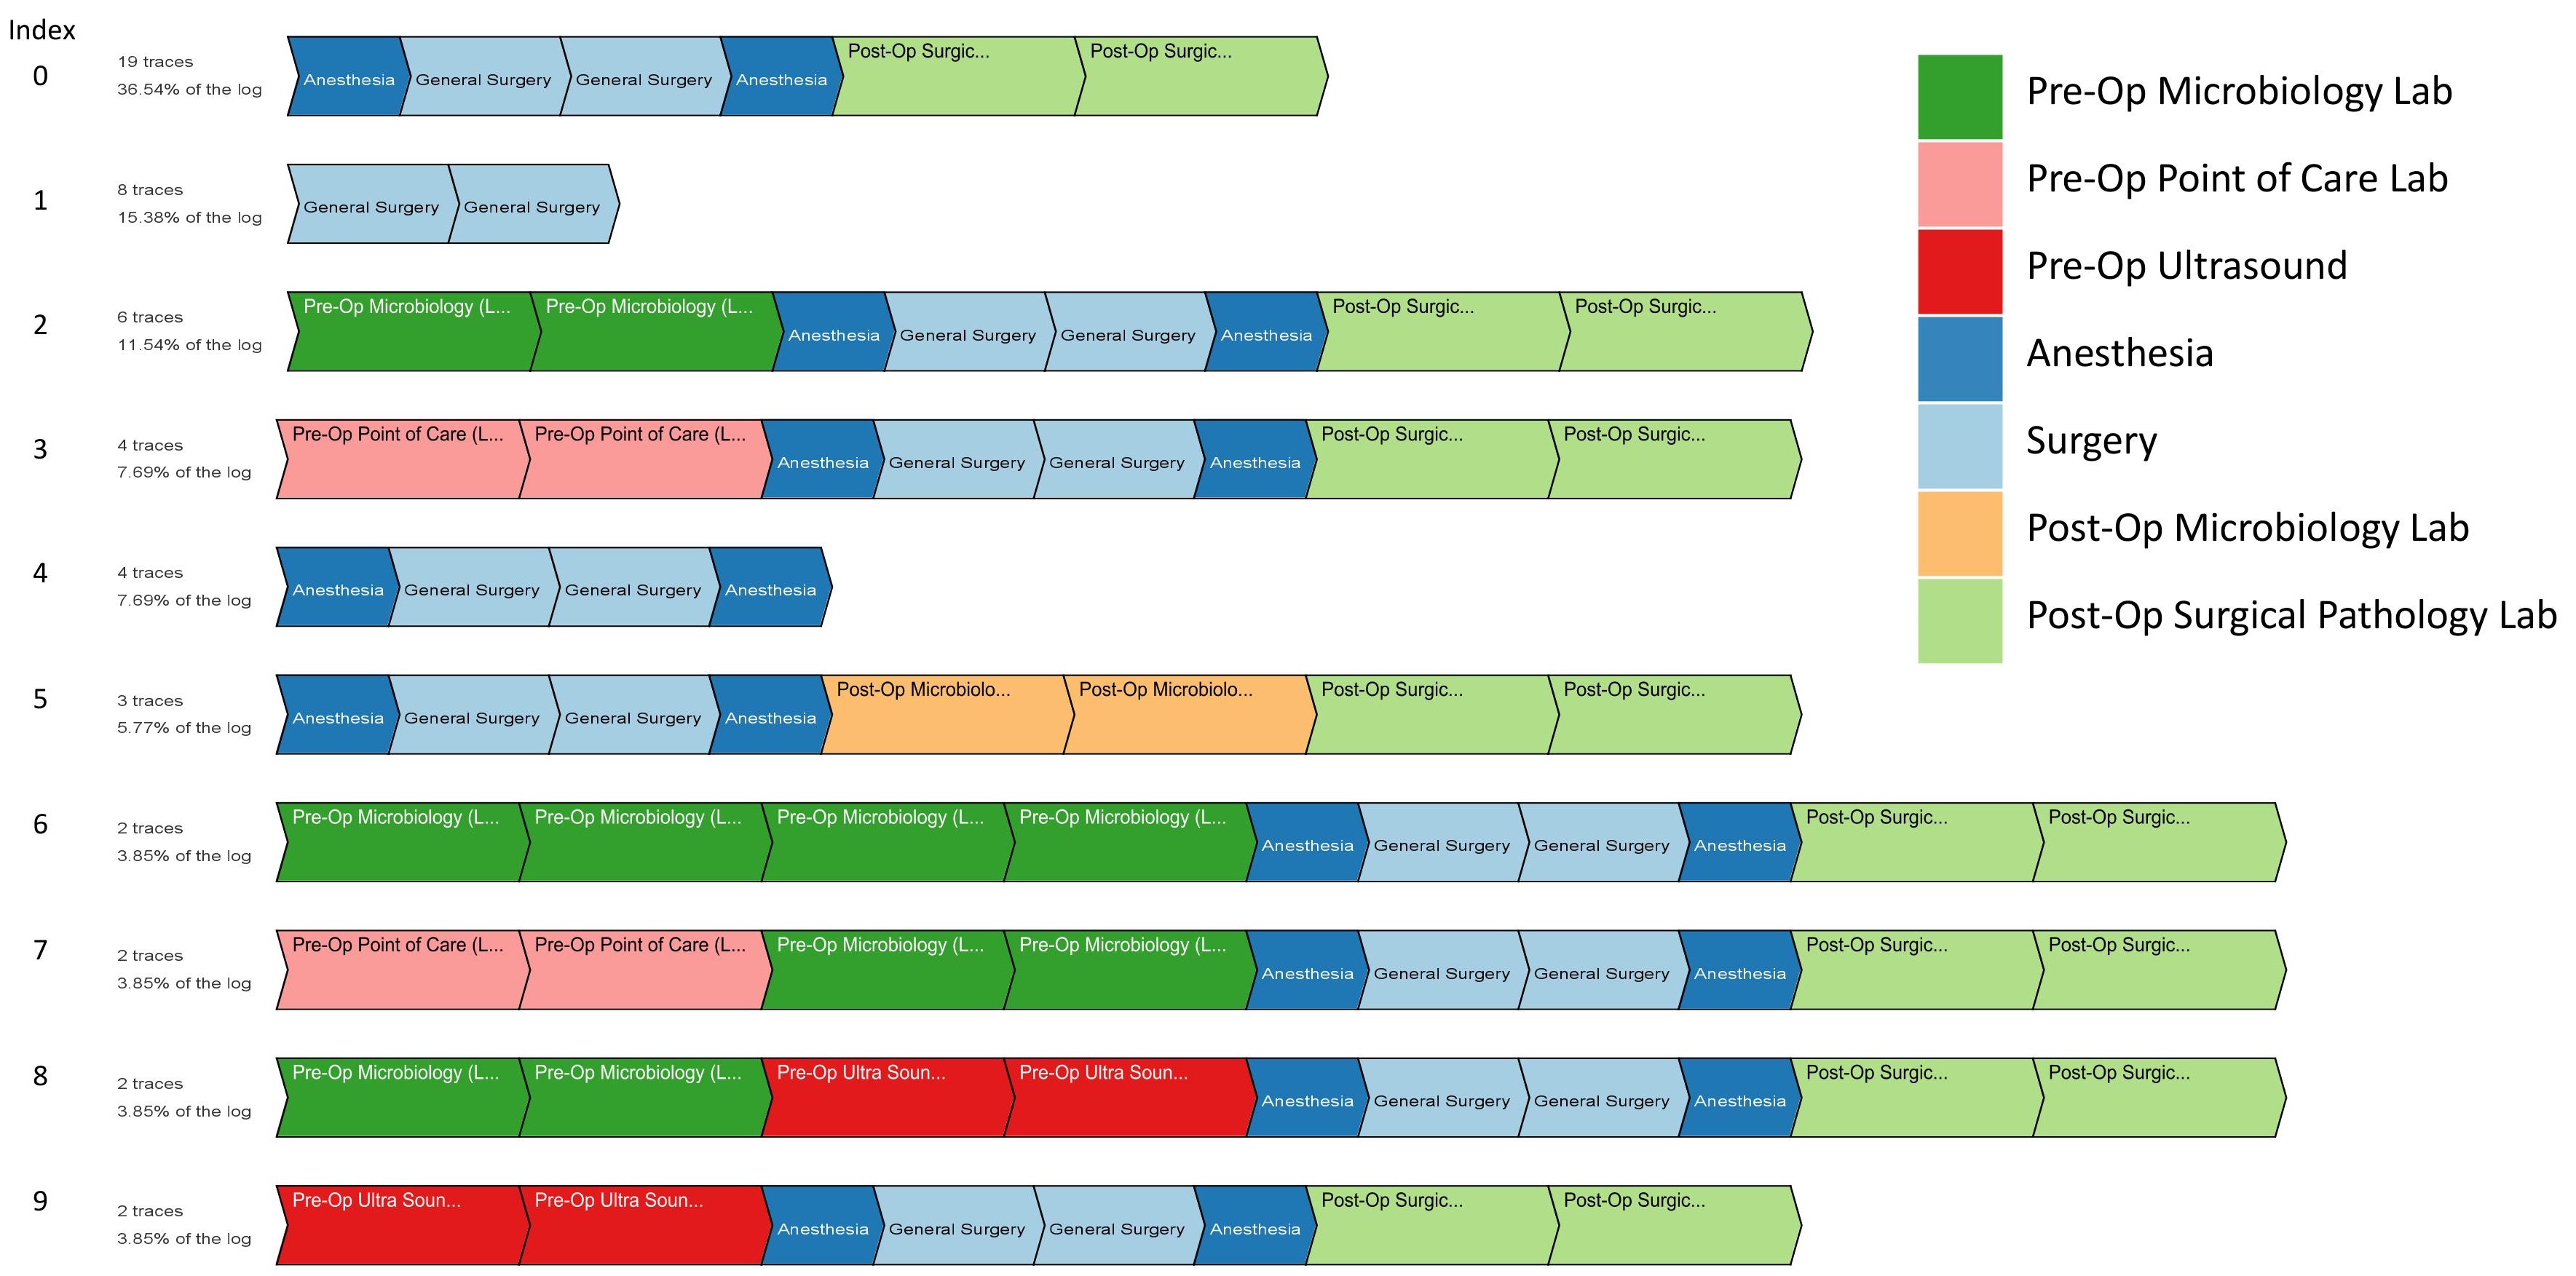 Index
0
19 traces
36.54% of the log
Anesthesia General Surgery General Surgery Anesthesia Post-Op Surgic... Post-Op Surgic...
1
8 traces
15.38% of the log
General Surgery General Surgery
2
6 traces
11.54% of the log
Pre-Op Microbiology (L... Pre-Op Microbiology (L... Anesthesia General Surgery General Surgery Anesthesia Post-Op Surgic... Post-Op Surgic...
3
4 traces
7.69% of the log
Pre-Op Point of Care (L... Pre-Op Point of Care (L... Anesthesia General Surgery General Surgery Anesthesia Post-Op Surgic... Post-Op Surgic...
4
4 traces
7.69% of the log
Anesthesia General Surgery General Surgery Anesthesia
5
3 traces
5.77% of the log
Anesthesia General Surgery General Surgery Anesthesia Post-Op Microbiolo... Post-Op Microbiolo... Post-Op Surgic... Post-Op Surgic...
6
2 traces
3.85% of the log
Pre-Op Microbiology (L... Pre-Op Microbiology (L... Pre-Op Microbiology (L... Pre-Op Microbiology (L... Anesthesia General Surgery General Surgery Anesthesia Post-Op Surgic... Post-Op Surgic...
7
2 traces
3.85% of the log
Pre-Op Point of Care (L... Pre-Op Point of Care (L... Pre-Op Microbiology (L... Pre-Op Microbiology (L... Anesthesia General Surgery General Surgery Anesthesia Post-Op Surgic... Post-Op Surgic...
8
2 traces
3.85% of the log
Pre-Op Microbiology (L... Pre-Op Microbiology (L... Pre-Op Ultra Soun... Pre-Op Ultra Soun... Anesthesia General Surgery General Surgery Anesthesia Post-Op Surgic... Post-Op Surgic...
9
2 traces
3.85% of the log
Pre-Op Ultra Soun... Pre-Op Ultra Soun... Anesthesia General Surgery General Surgery Anesthesia Post-Op Surgic... Post-Op Surgic...
Pre-Op Microbiology Lab
Pre-Op Point of Care Lab
Pre-Op Ultrasound
Anesthesia
Surgery
Post-Op Microbiology Lab
Post-Op Surgical Pathology Lab